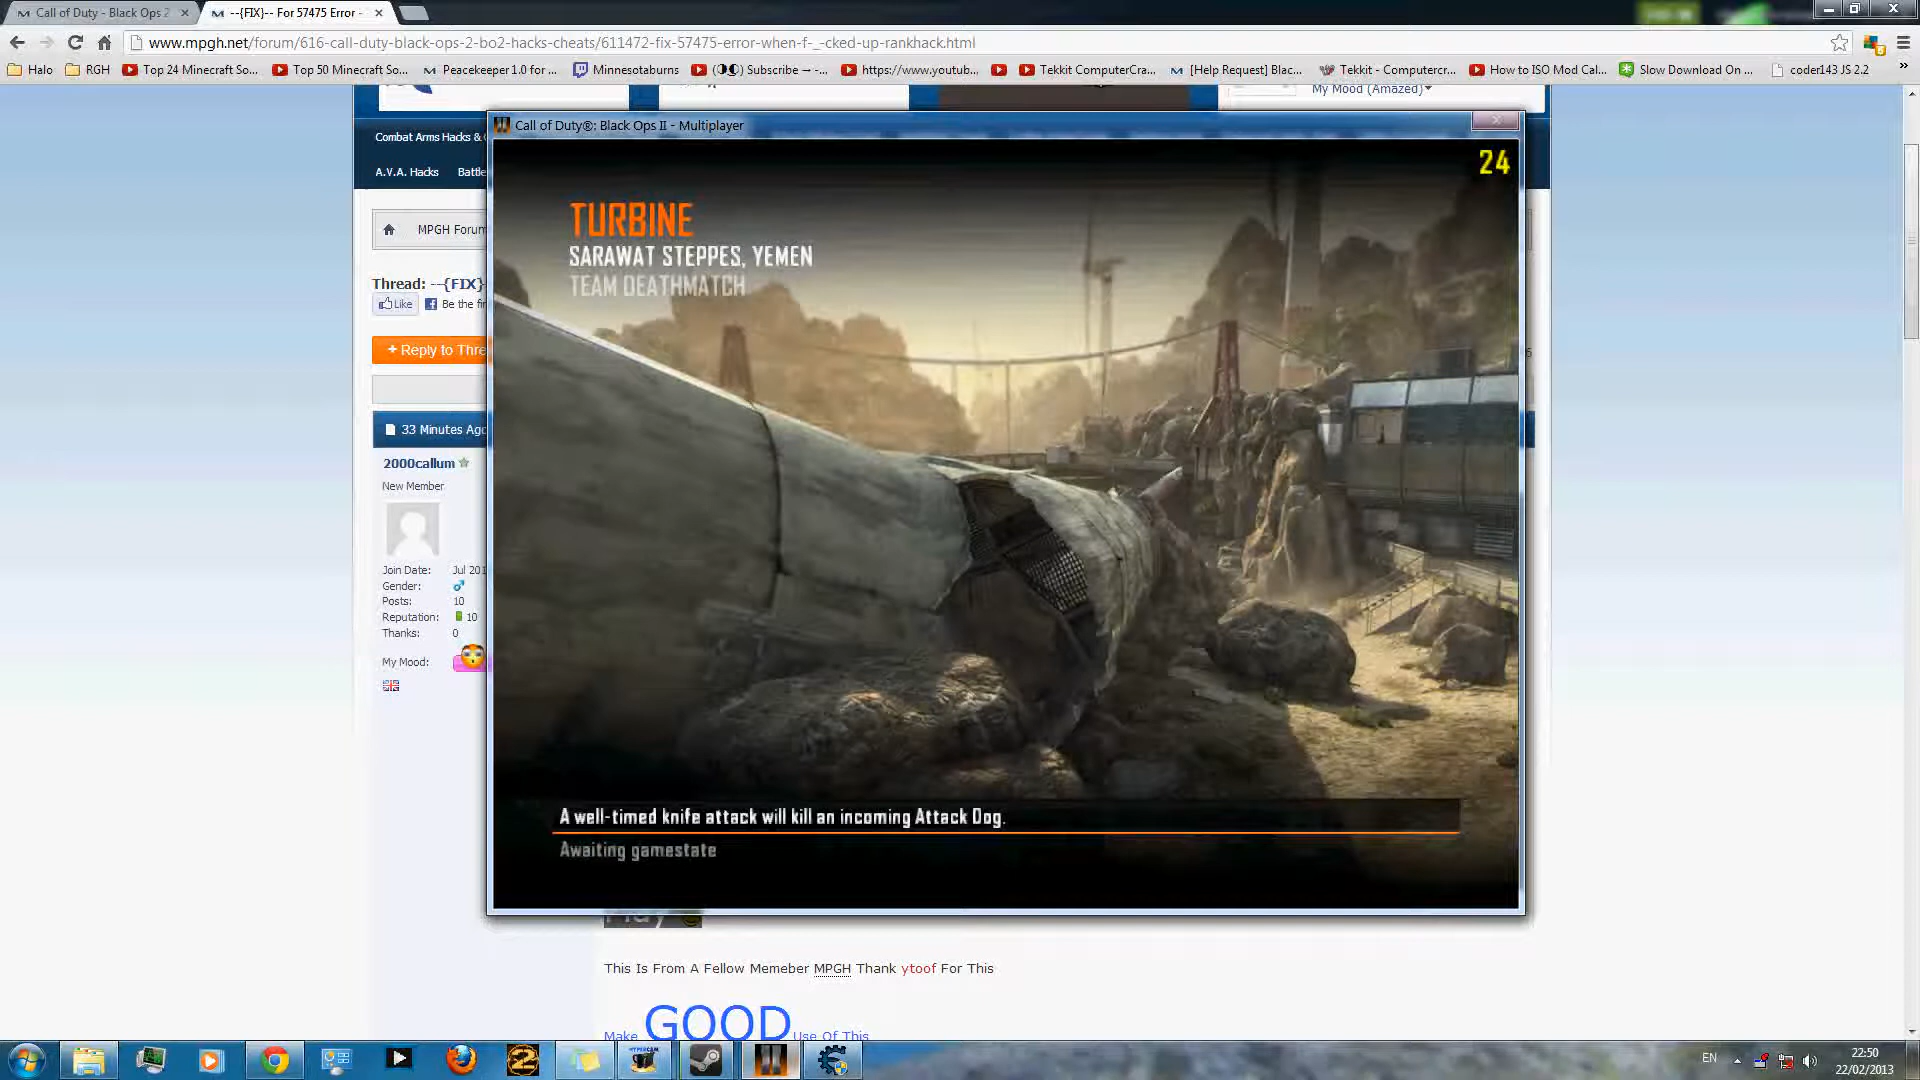 Call of Duty - Black Ops 2
--{FIX}-- For 57475 Error -
www.mpgh.net/forum/616-call-duty-black-ops-2-bo2-hacks-cheats/611472-fix-57475-error-when-f-_-cked-up-rankhack.html
Halo RGH Top 24 Minecraft So... Top 50 Minecraft So... Peacekeeper 1.0 for ... Minnesotaburns Subscribe → -... https://www.youtub... Tekkit ComputerCra... [Help Request] Blac... Tekkit - Computercr... How to ISO Mod Cal... Slow Download On ... coder143 JS 2.2 »
My Mood (Amazed)
Combat Arms Hacks &
A.V.A. Hacks Battle
MPGH Forum
Thread: --{FIX}-
Like Be the fi
+ Reply to Thre
33 Minutes Ago
2000callum
New Member
Join Date: Jul 201
Gender:
Posts: 10
Reputation: 10
Thanks: 0
My Mood:
Call of Duty®: Black Ops II - Multiplayer
24
TURBINE
SARAWAT STEPPES, YEMEN
TEAM DEATHMATCH
A well-timed knife attack will kill an incoming Attack Dog.
Awaiting gamestate
This Is From A Fellow Memeber MPGH Thank ytoof For This
Make GOOD Use Of This
HYPERCAM
EN
22:50
22/02/2013